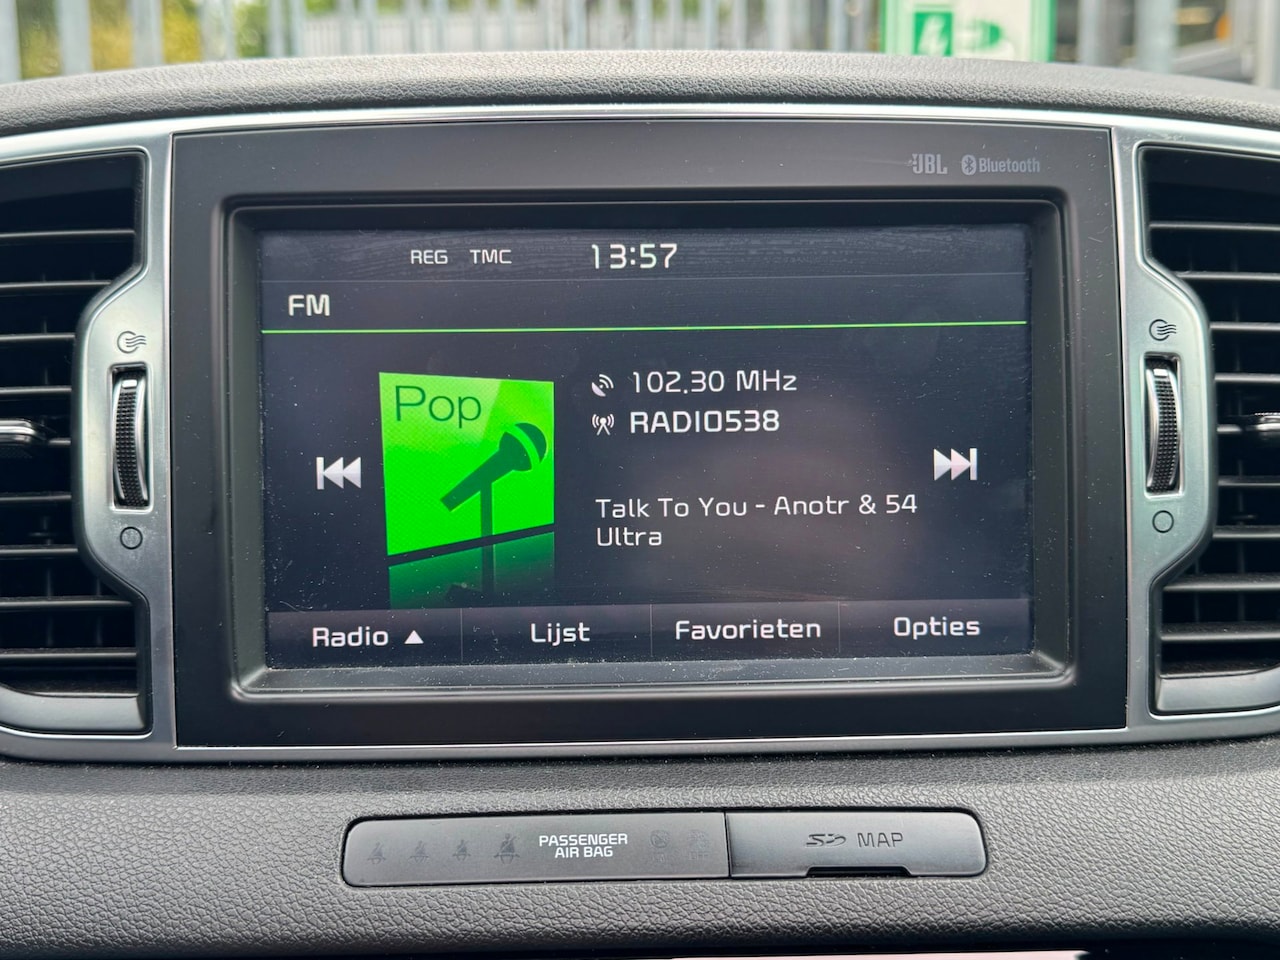 JBL Bluetooth
REG TMC 13:57
FM
Pop
102.30 MHz
RADIO538
Talk To You - Anotr & 54
Ultra
Radio Lijst Favorieten Opties
PASSENGER
AIR BAG
SD MAP